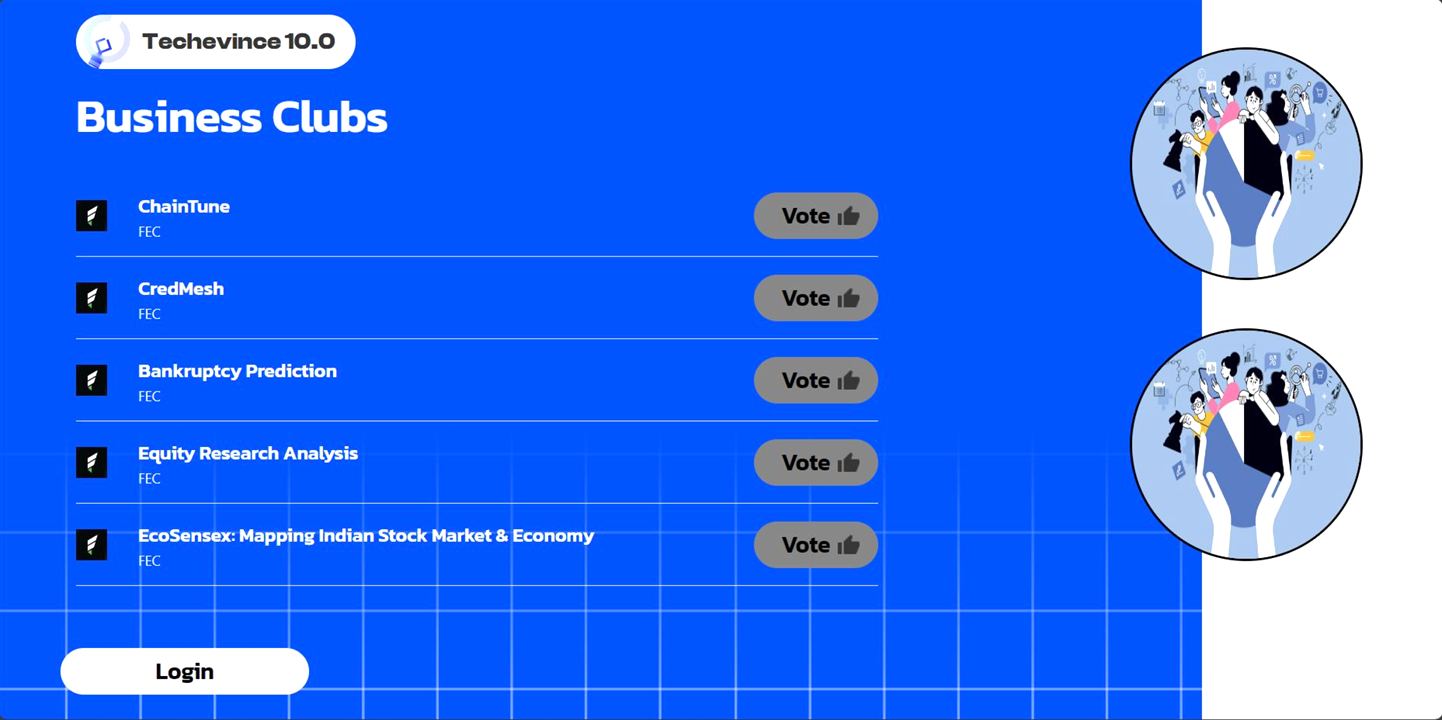 Techevince 10.0
Business Clubs
ChainTune
FEC
Vote
CredMesh
FEC
Vote
Bankruptcy Prediction
FEC
Vote
Equity Research Analysis
FEC
Vote
EcoSensex: Mapping Indian Stock Market & Economy
FEC
Vote
Login